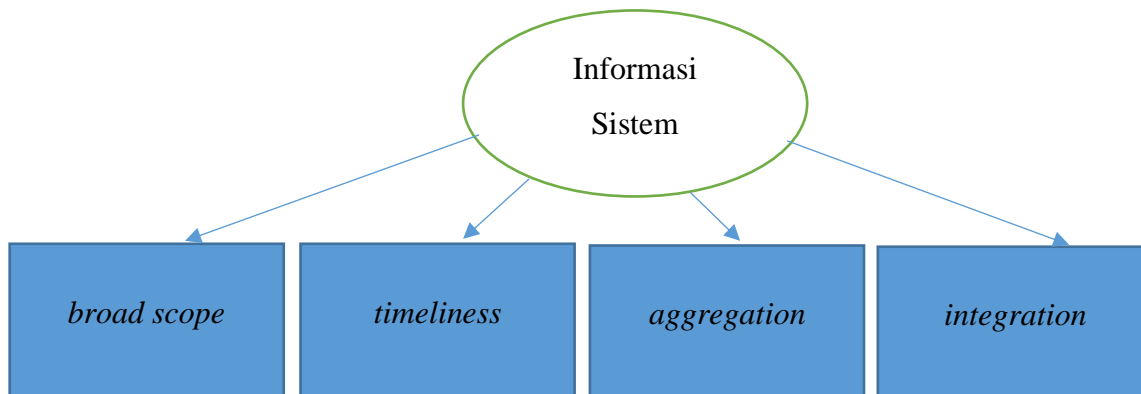 Informasi
Sistem
broad scope
timeliness
aggregation
integration